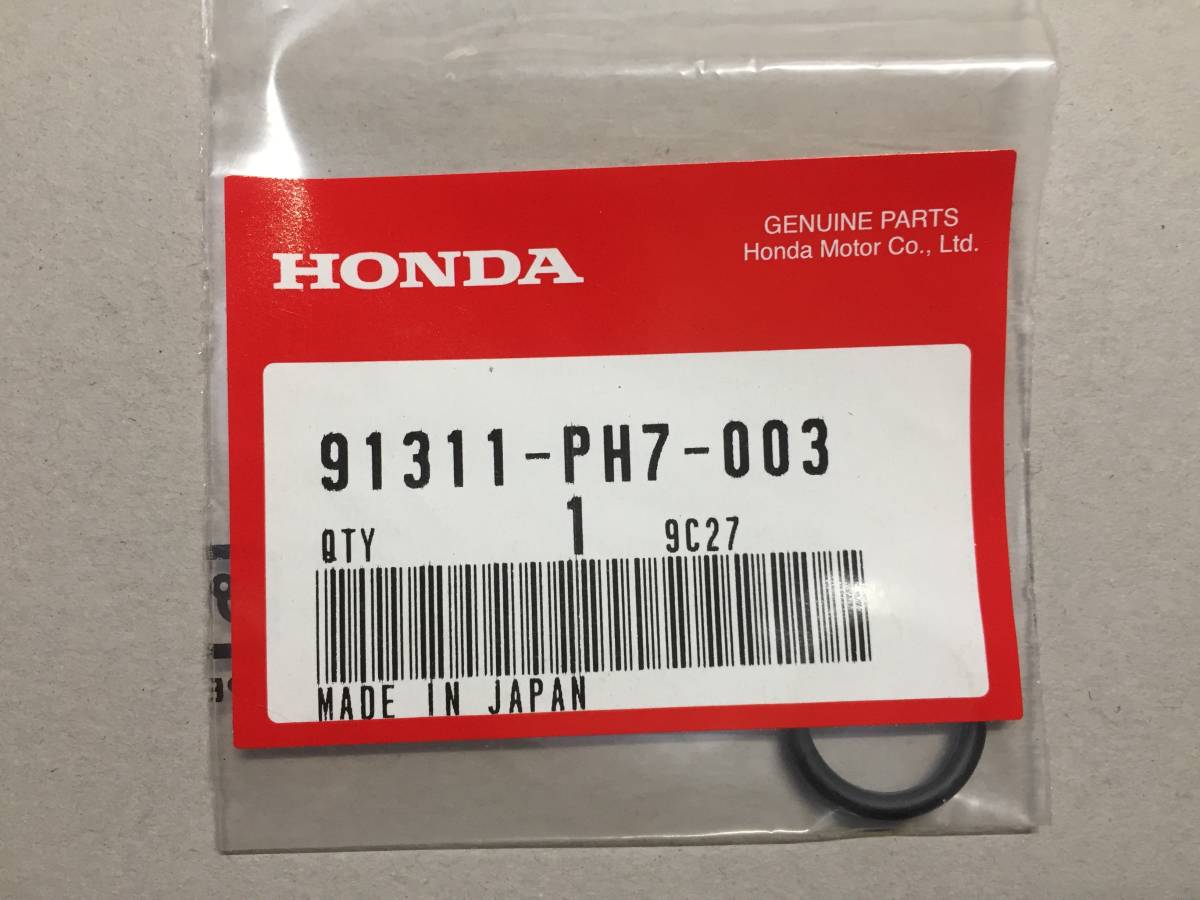 GENUINE PARTS
Honda Motor Co., Ltd.
HONDA
91311-PH7-003
QTY 1 9C27
MADE IN JAPAN